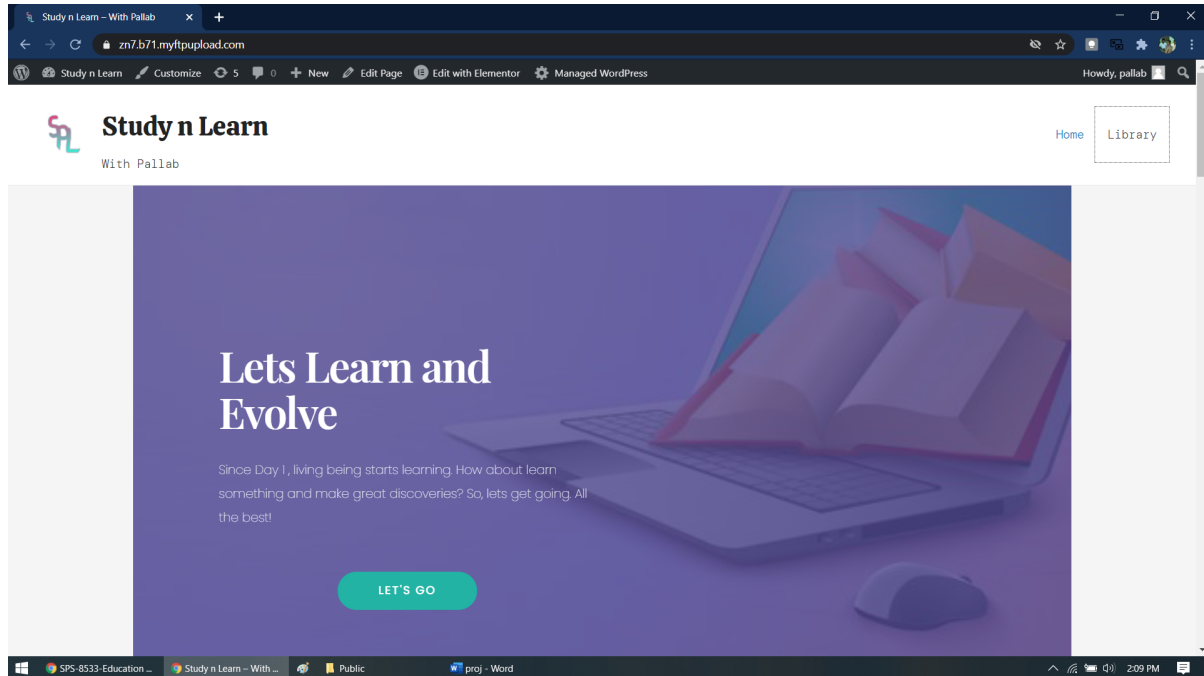 Study n Learn – With Pallab
zn7.b71.myftpupload.com
Study n Learn Customize 5 0 New Edit Page Edit with Elementor Managed WordPress Howdy, pallab
SPL
Study n Learn
With Pallab
Home Library
Lets Learn and
Evolve
Since Day 1 , living being starts learning. How about learn
something and make great discoveries? So, lets get going. All
the best!
LET'S GO
SPS-8533-Education ... Study n Learn – With ... Public proj - Word 2:09 PM